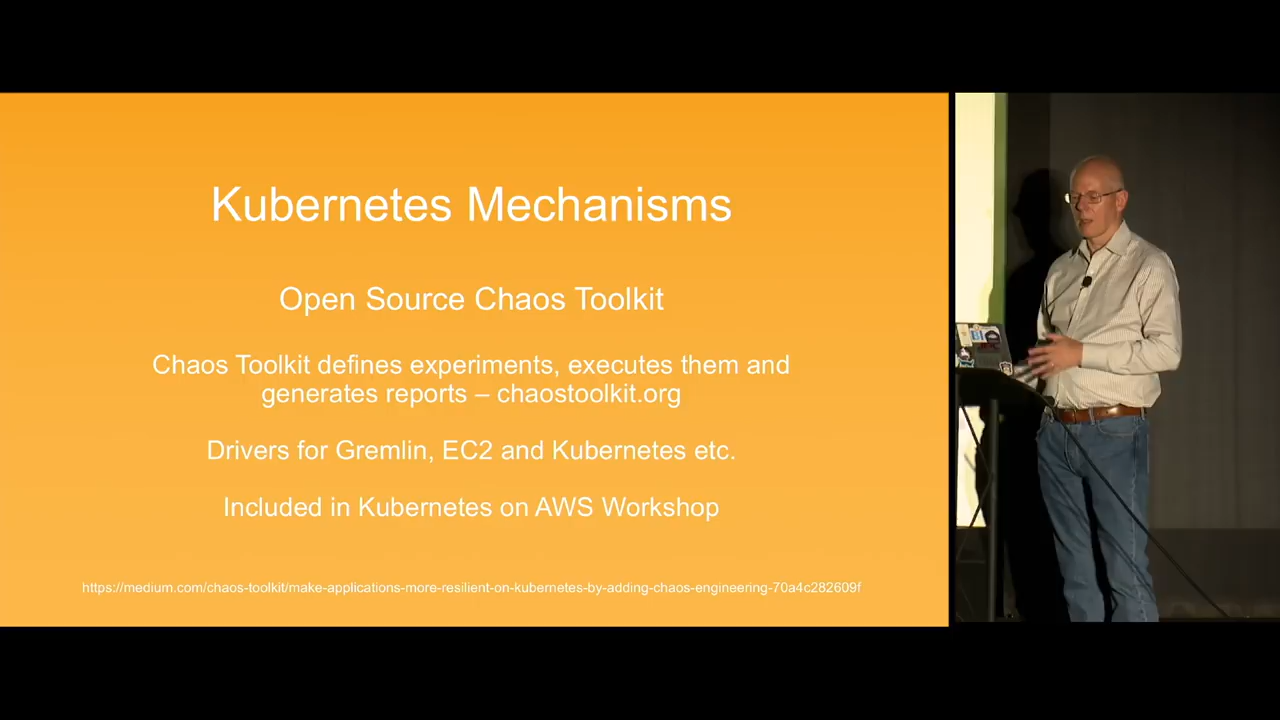 Kubernetes Mechanisms
Open Source Chaos Toolkit
Chaos Toolkit defines experiments, executes them and
generates reports – chaostoolkit.org
Drivers for Gremlin, EC2 and Kubernetes etc.
Included in Kubernetes on AWS Workshop
https://medium.com/chaos-toolkit/make-applications-more-resilient-on-kubernetes-by-adding-chaos-engineering-70a4c282609f